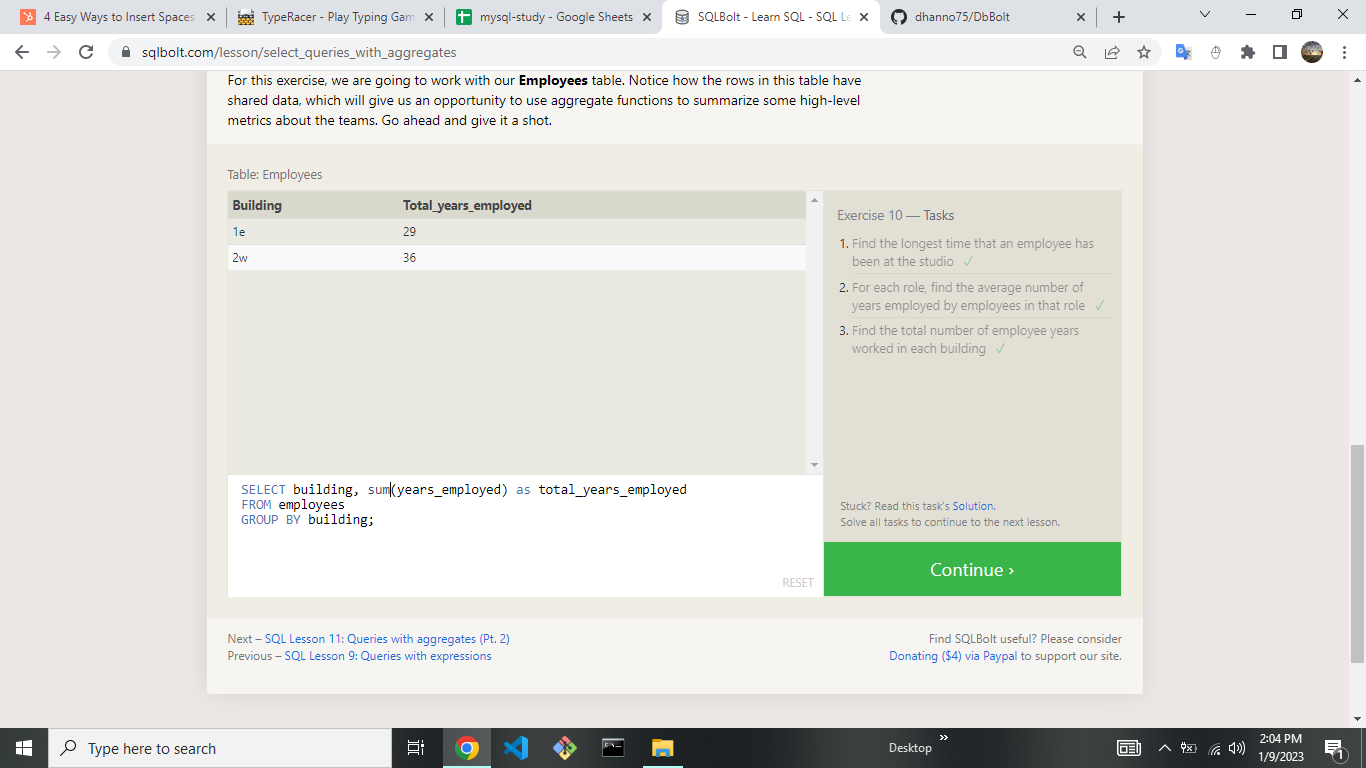 4 Easy Ways to Insert Spaces
TypeRacer - Play Typing Gam
mysql-study - Google Sheets
SQLBolt - Learn SQL - SQL Le
dhanno75/DbBolt
sqlbolt.com/lesson/select_queries_with_aggregates
For this exercise, we are going to work with our Employees table. Notice how the rows in this table have
shared data, which will give us an opportunity to use aggregate functions to summarize some high-level
metrics about the teams. Go ahead and give it a shot.
Table: Employees
Building Total_years_employed
1e 29
2w 36
Exercise 10 — Tasks
1. Find the longest time that an employee has
been at the studio ✓
2. For each role, find the average number of
years employed by employees in that role ✓
3. Find the total number of employee years
worked in each building ✓
Stuck? Read this task's Solution.
Solve all tasks to continue to the next lesson.
SELECT building, sum(years_employed) as total_years_employed
FROM employees
GROUP BY building;
RESET
Continue ›
Next – SQL Lesson 11: Queries with aggregates (Pt. 2)
Previous – SQL Lesson 9: Queries with expressions
Find SQLBolt useful? Please consider
Donating ($4) via Paypal to support our site.
Type here to search
Desktop
2:04 PM
1/9/2023
1